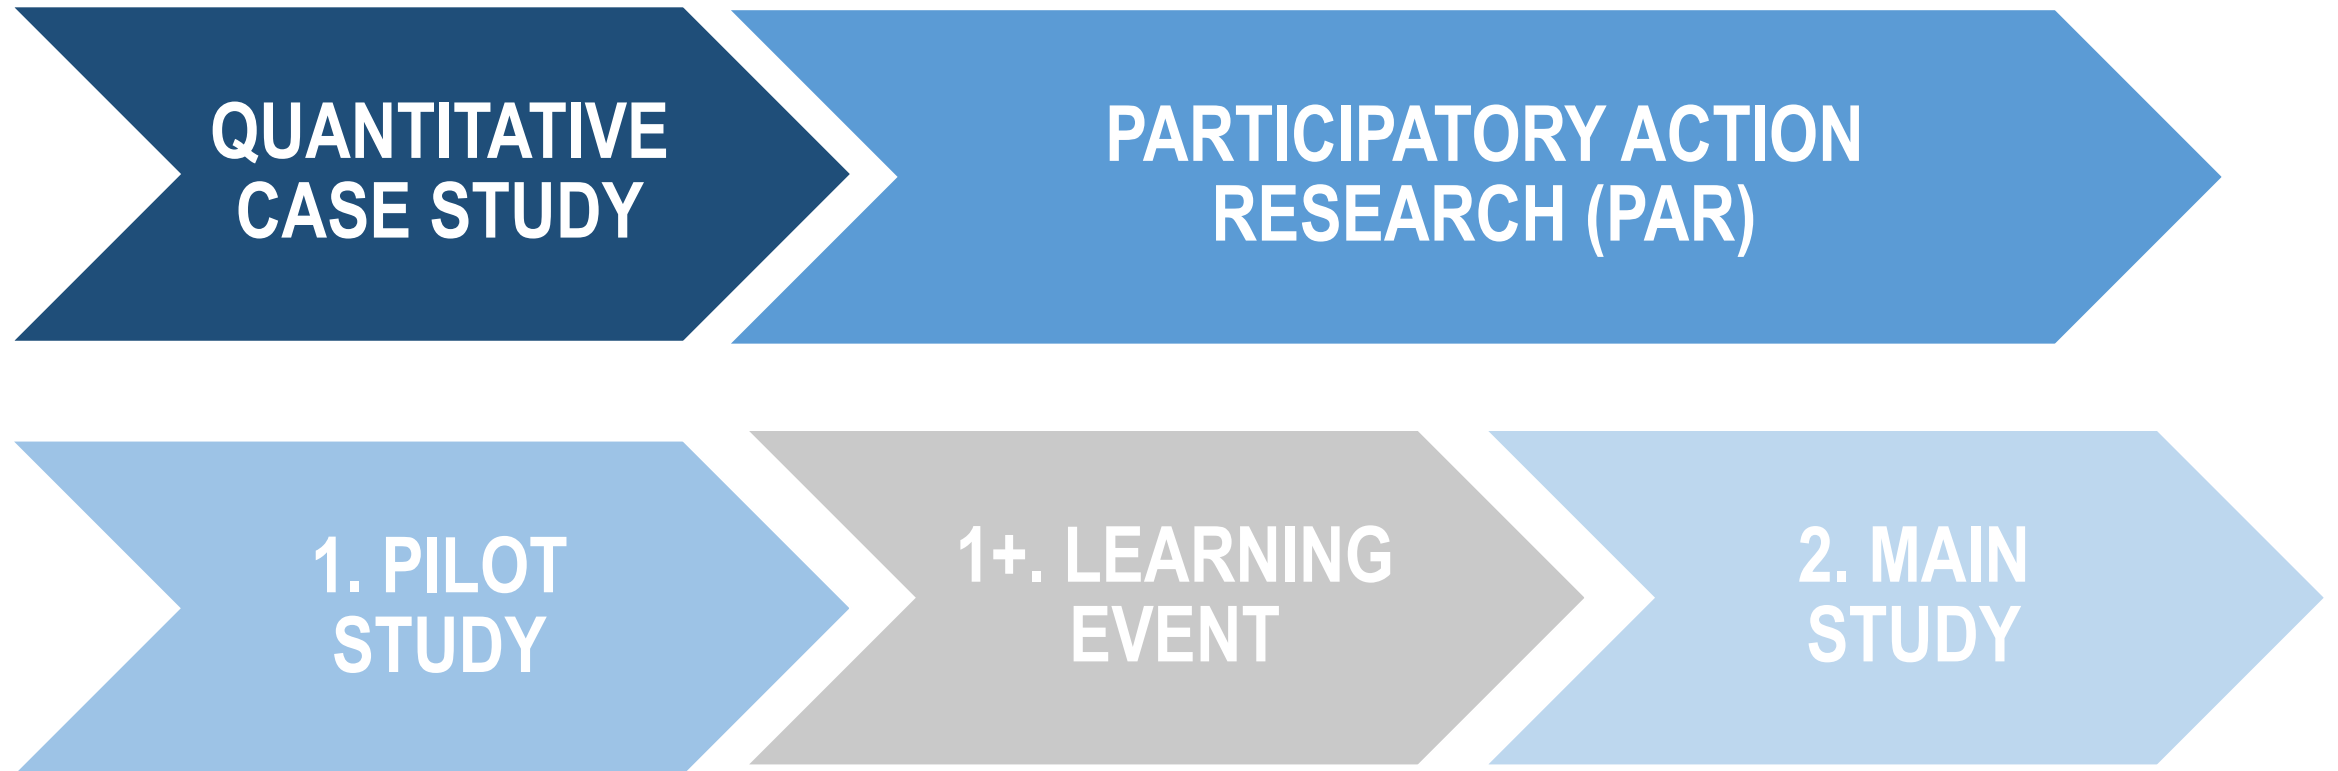 QUANTITATIVE
CASE STUDY
PARTICIPATORY ACTION
RESEARCH (PAR)
1. PILOT
STUDY
1+. LEARNING
EVENT
2. MAIN
STUDY